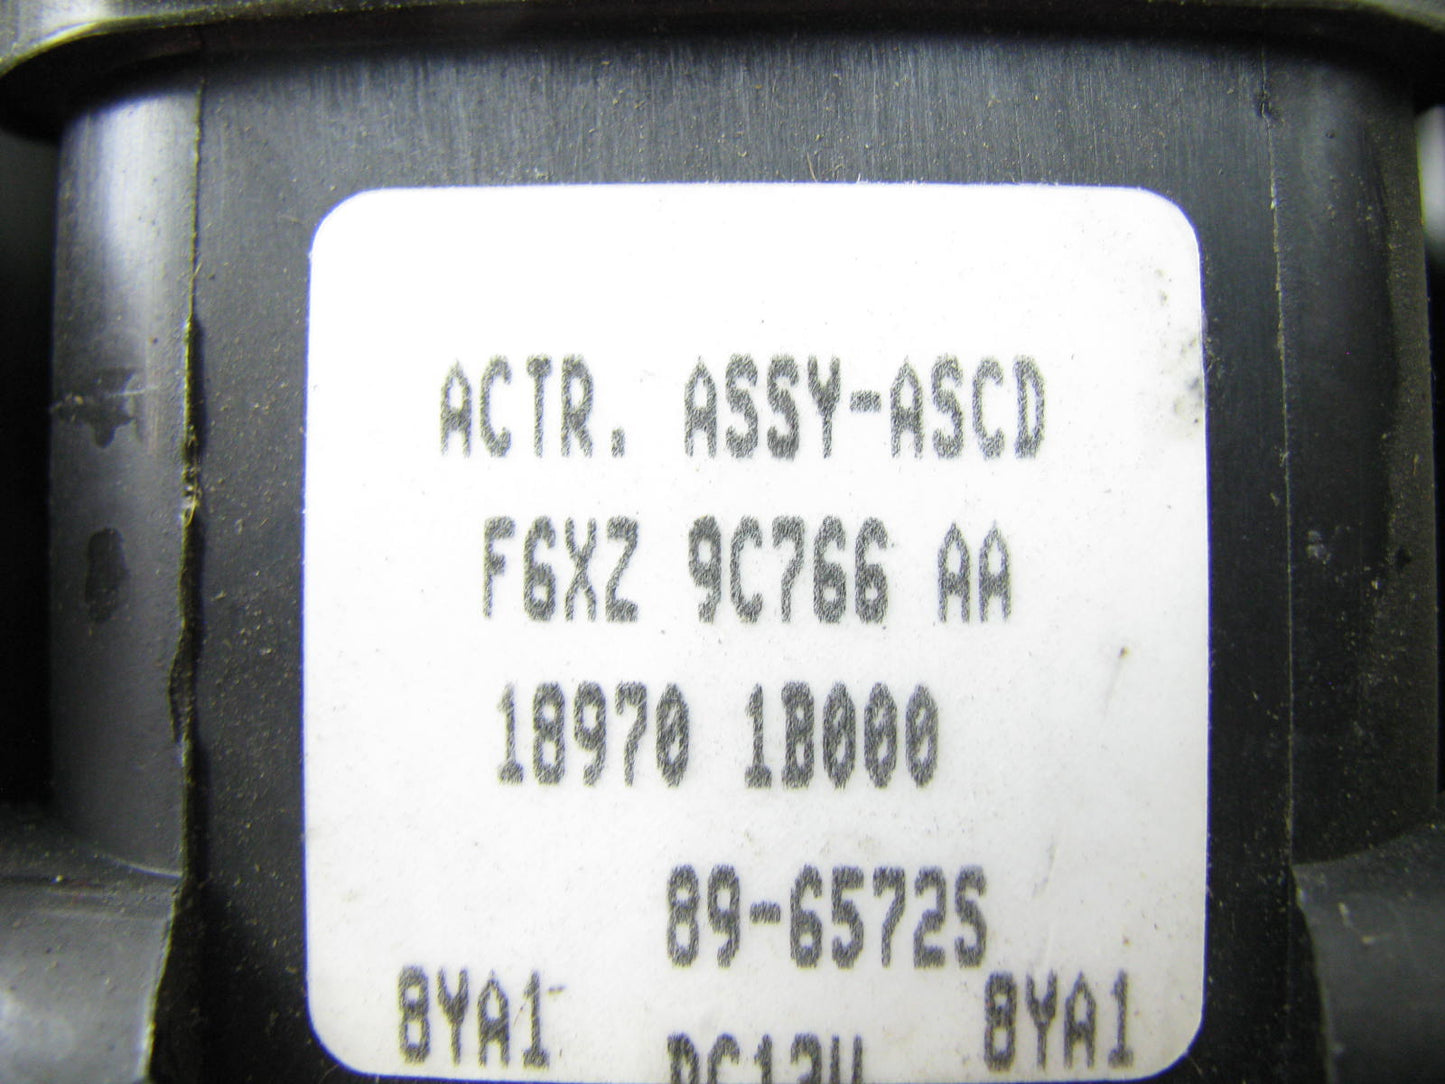 ACTR. ASSY-ASCD
F6XZ 9C766 AA
18970 1B000
89-6572S
8YA1 8YA1